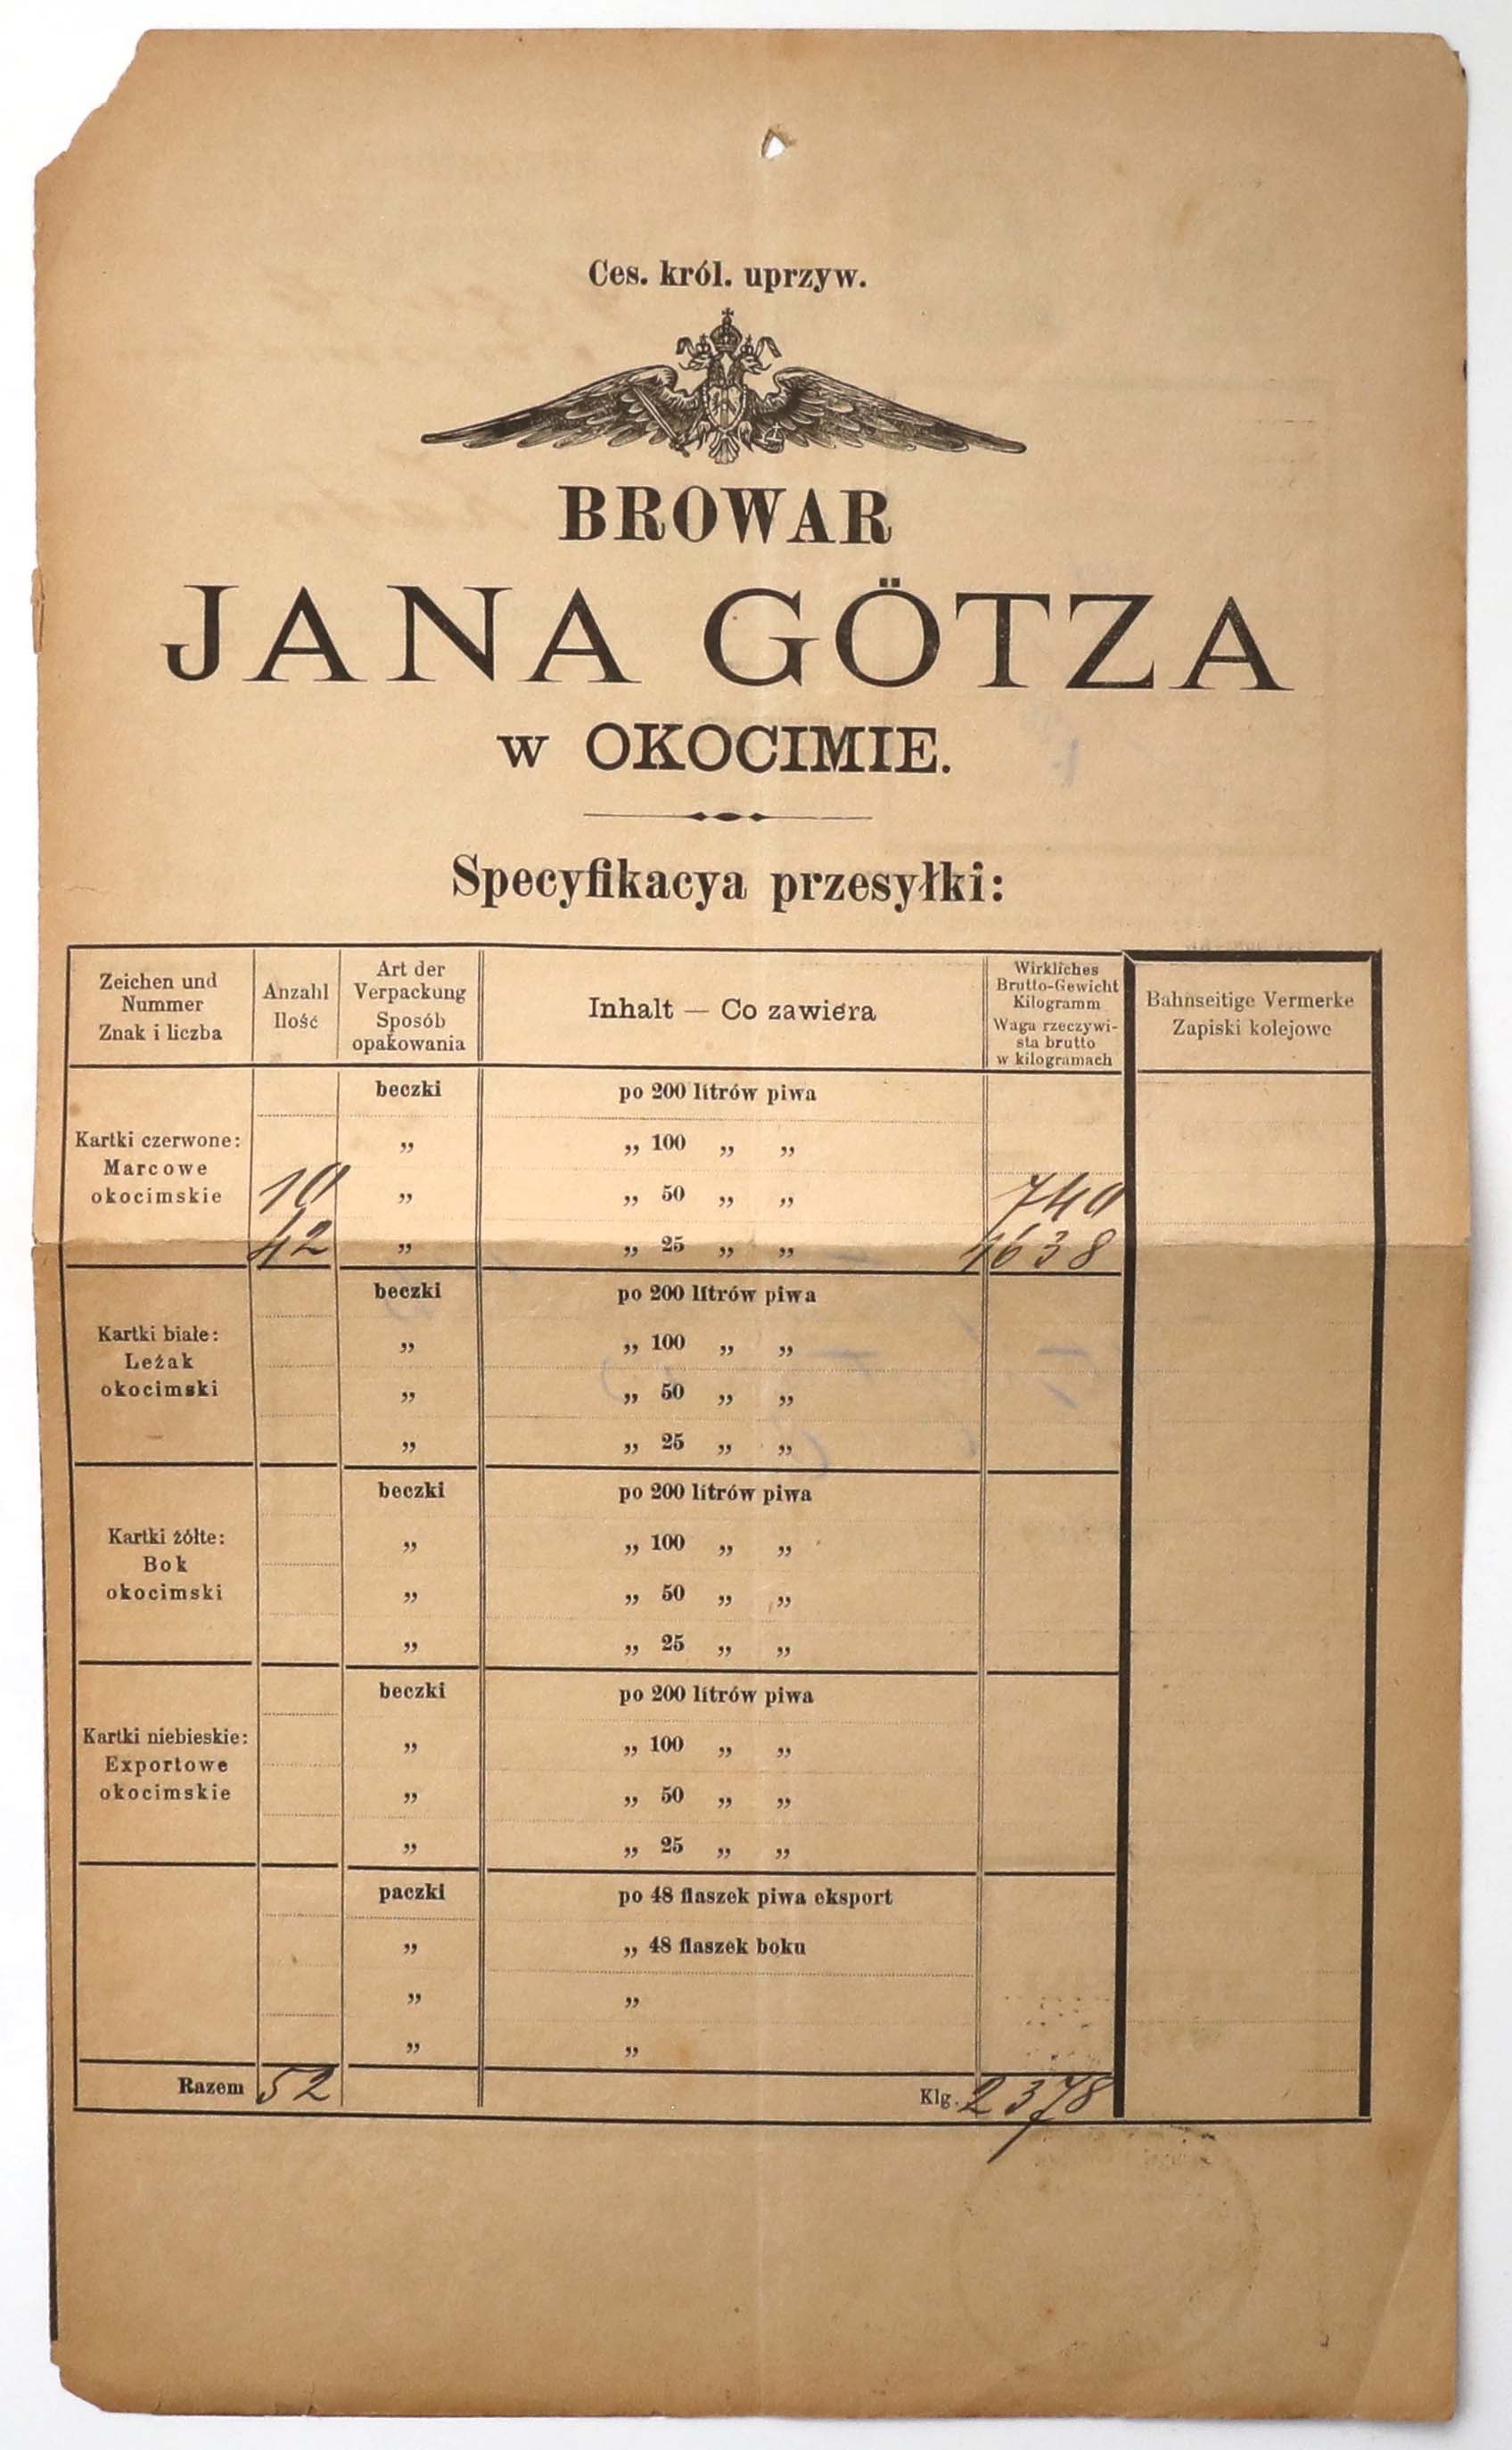 Ces. król. uprzyw.
BROWAR
JANA GÖTZA
w OKOCIMIE.
Specyfikacya przesyłki:
Zeichen und
Nummer
Znak i liczba
Anzahl
Ilość
Art der
Verpackung
Sposób
opakowania
Inhalt — Co zawiera
Wirkliches
Brutto-Gewicht
Kilogramm
Waga rzeczywi-
sta brutto
w kilogramach
Bahnseitige Vermerke
Zapiski kolejowe
Kartki czerwone:
Marcowe
okocimskie
beczki po 200 litrów piwa
„ „ 100 „ „
10 „ „ 50 „ „ 740
42 „ „ 25 „ „ 1638
Kartki białe:
Leżak
okocimski
beczki po 200 litrów piwa
„ „ 100 „ „
„ „ 50 „ „
„ „ 25 „ „
Kartki żółte:
Bok
okocimski
beczki po 200 litrów piwa
„ „ 100 „ „
„ „ 50 „ „
„ „ 25 „ „
Kartki niebieskie:
Exportowe
okocimskie
beczki po 200 litrów piwa
„ „ 100 „ „
„ „ 50 „ „
„ „ 25 „ „
paczki po 48 flaszek piwa eksport
„ „ 48 flaszek boku
„ „
„ „
Razem 52 Klg. 2378